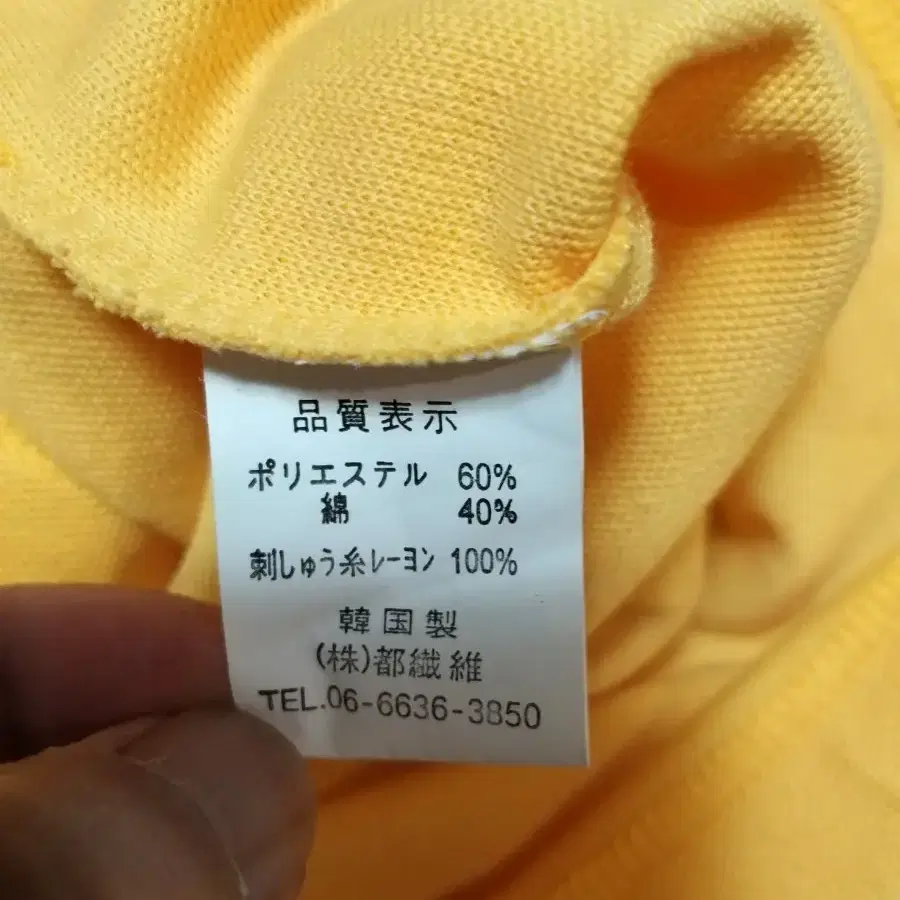 品質表示
ポリエステル 60%
綿 40%
刺しゅう糸レーヨン 100%
韓国製
(株)都繊維
TEL.06-6636-3850